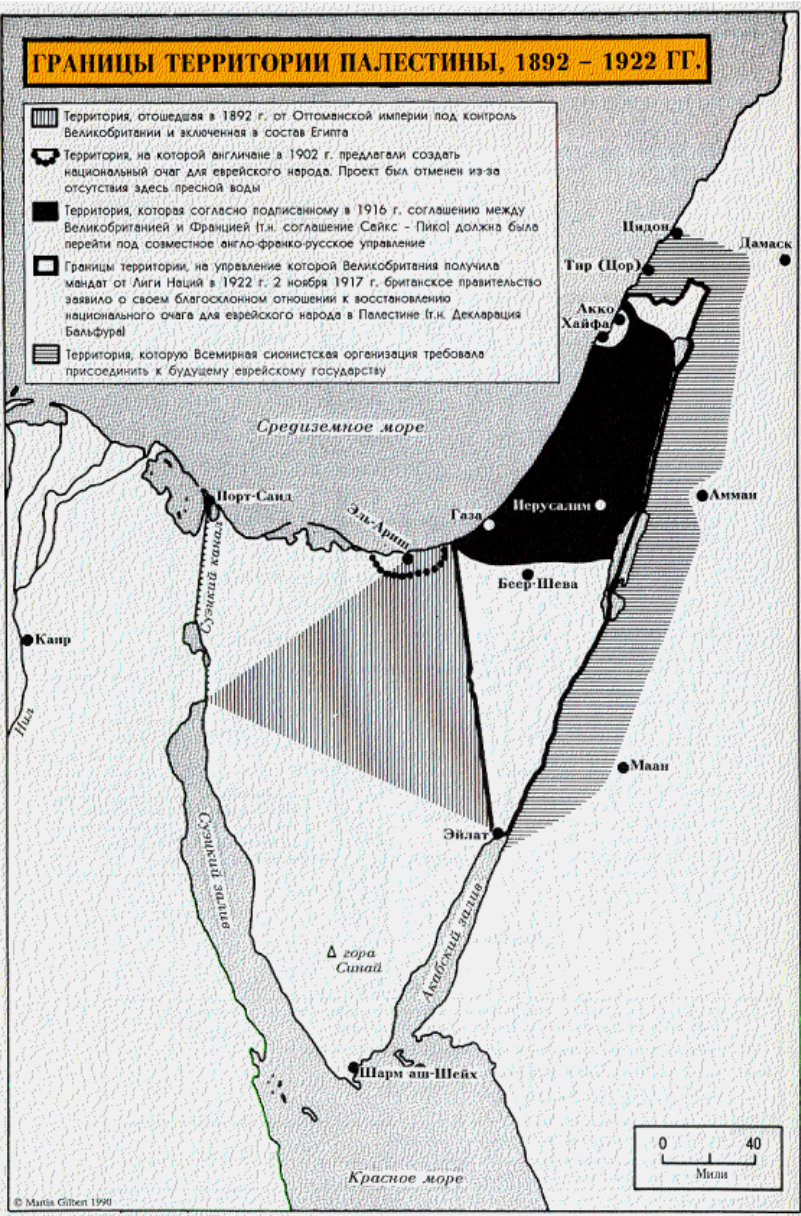 ГРАНИЦЫ ТЕРРИТОРИИ ПАЛЕСТИНЫ, 1892 – 1922 ГГ.
Территория, отошедшая в 1892 г. от Оттоманской империи под контроль
Великобритании и включенная в состав Египта
Территория, на которой англичане в 1902 г. предлагали создать
национальный очаг для еврейского народа. Проект был отменен из-за
отсутствия здесь пресной воды
Территория, которая согласно подписанному в 1916 г. соглашению между
Великобританией и Францией (т.н. соглашение Сайкс – Пико) должна была
перейти под совместное англо-франко-русское управление
Границы территории, на управление которой Великобритания получила
мандат от Лиги Наций в 1922 г. 2 ноября 1917 г. британское правительство
заявило о своем благосклонном отношении к восстановлению
национального очага для еврейского народа в Палестине (т.н. Декларация
Бальфура)
Территория, которую Всемирная сионистская организация требовала
присоединить к будущему еврейскому государству
Цидон
Дамаск
Тир (Цор)
Акко
Хайфа
Средиземное море
Порт-Саид
Эль-Ариш
Газа
Иерусалим
Амман
Суэцкий канал
Беер-Шева
Каир
Нил
Маан
Эйлат
Суэцкий залив
Акабский залив
гора
Синай
Шарм аш-Шейх
0 40
Мили
Красное море
© Martin Gilbert 1990